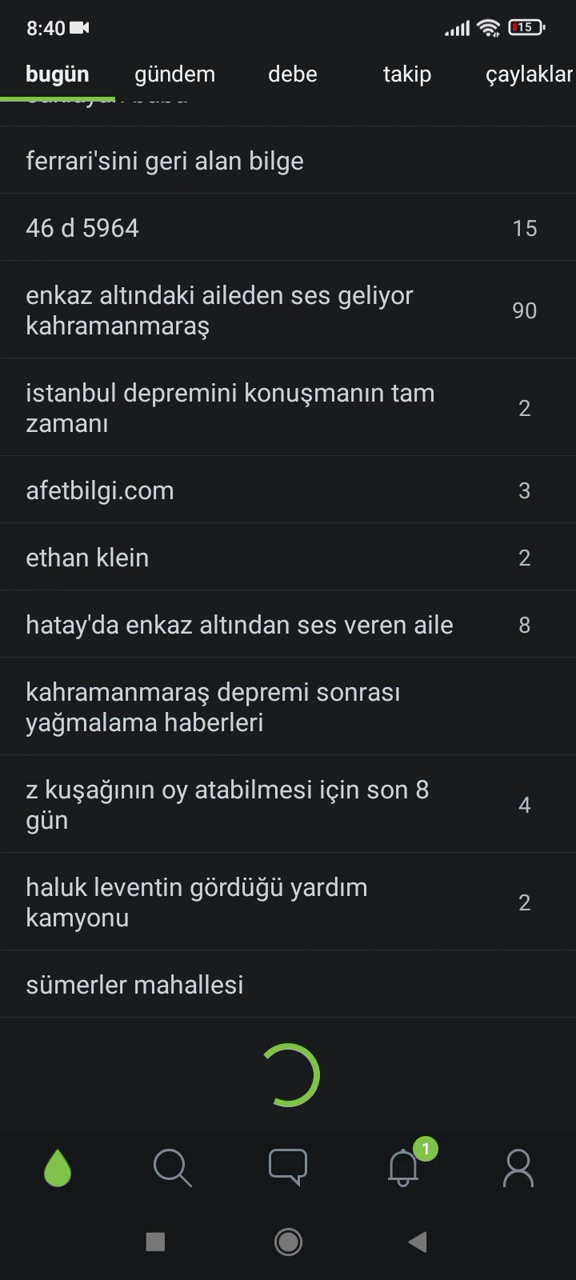 8:40
15
bugün
gündem
debe
takip
çaylaklar
ferrari'sini geri alan bilge
46 d 5964
15
enkaz altındaki aileden ses geliyor
kahramanmaraş
90
istanbul depremini konuşmanın tam
zamanı
2
afetbilgi.com
3
ethan klein
2
hatay'da enkaz altından ses veren aile
8
kahramanmaraş depremi sonrası
yağmalama haberleri
z kuşağının oy atabilmesi için son 8
gün
4
haluk leventin gördüğü yardım
kamyonu
2
sümerler mahallesi
1